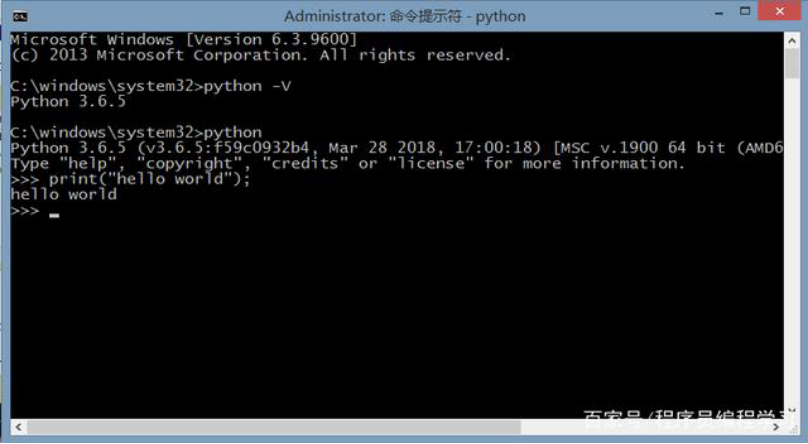 Administrator: 命令提示符 - python
Microsoft Windows [Version 6.3.9600]
(c) 2013 Microsoft Corporation. All rights reserved.
C:\windows\system32>python -V
Python 3.6.5
C:\windows\system32>python
Python 3.6.5 (v3.6.5:f59c0932b4, Mar 28 2018, 17:00:18) [MSC v.1900 64 bit (AMD6
Type "help", "copyright", "credits" or "license" for more information.
>>> print("hello world");
hello world
>>> _
百家号/程序员编程学习